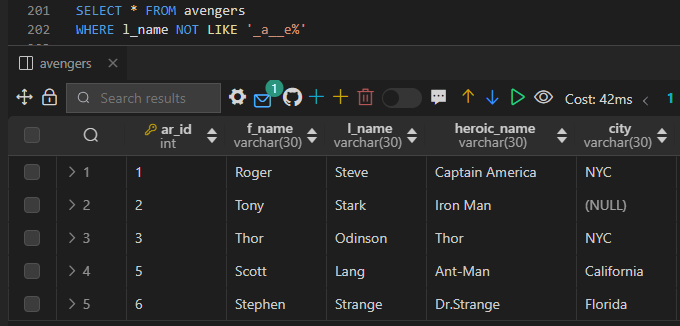 201 SELECT * FROM avengers
202 WHERE l_name NOT LIKE '_a__e%'
avengers
Search results 1 Cost: 42ms 1
ar_id f_name l_name heroic_name city
int varchar(30) varchar(30) varchar(30) varchar(30)
1 1 Roger Steve Captain America NYC
2 2 Tony Stark Iron Man (NULL)
3 3 Thor Odinson Thor NYC
4 5 Scott Lang Ant-Man California
5 6 Stephen Strange Dr.Strange Florida